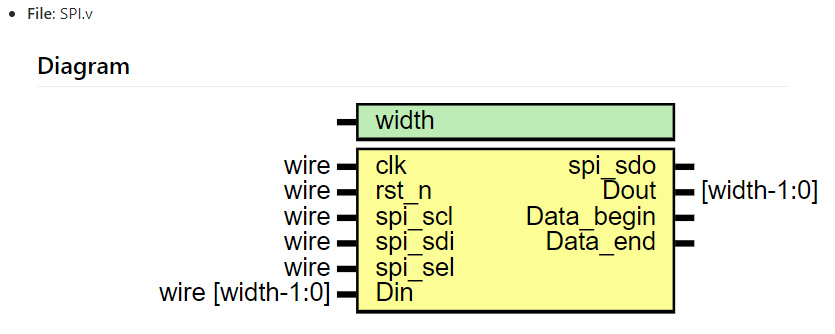 File: SPI.v
Diagram
width
wire clk spi_sdo
wire rst_n Dout [width-1:0]
wire spi_scl Data_begin
wire spi_sdi Data_end
wire spi_sel
wire [width-1:0] Din